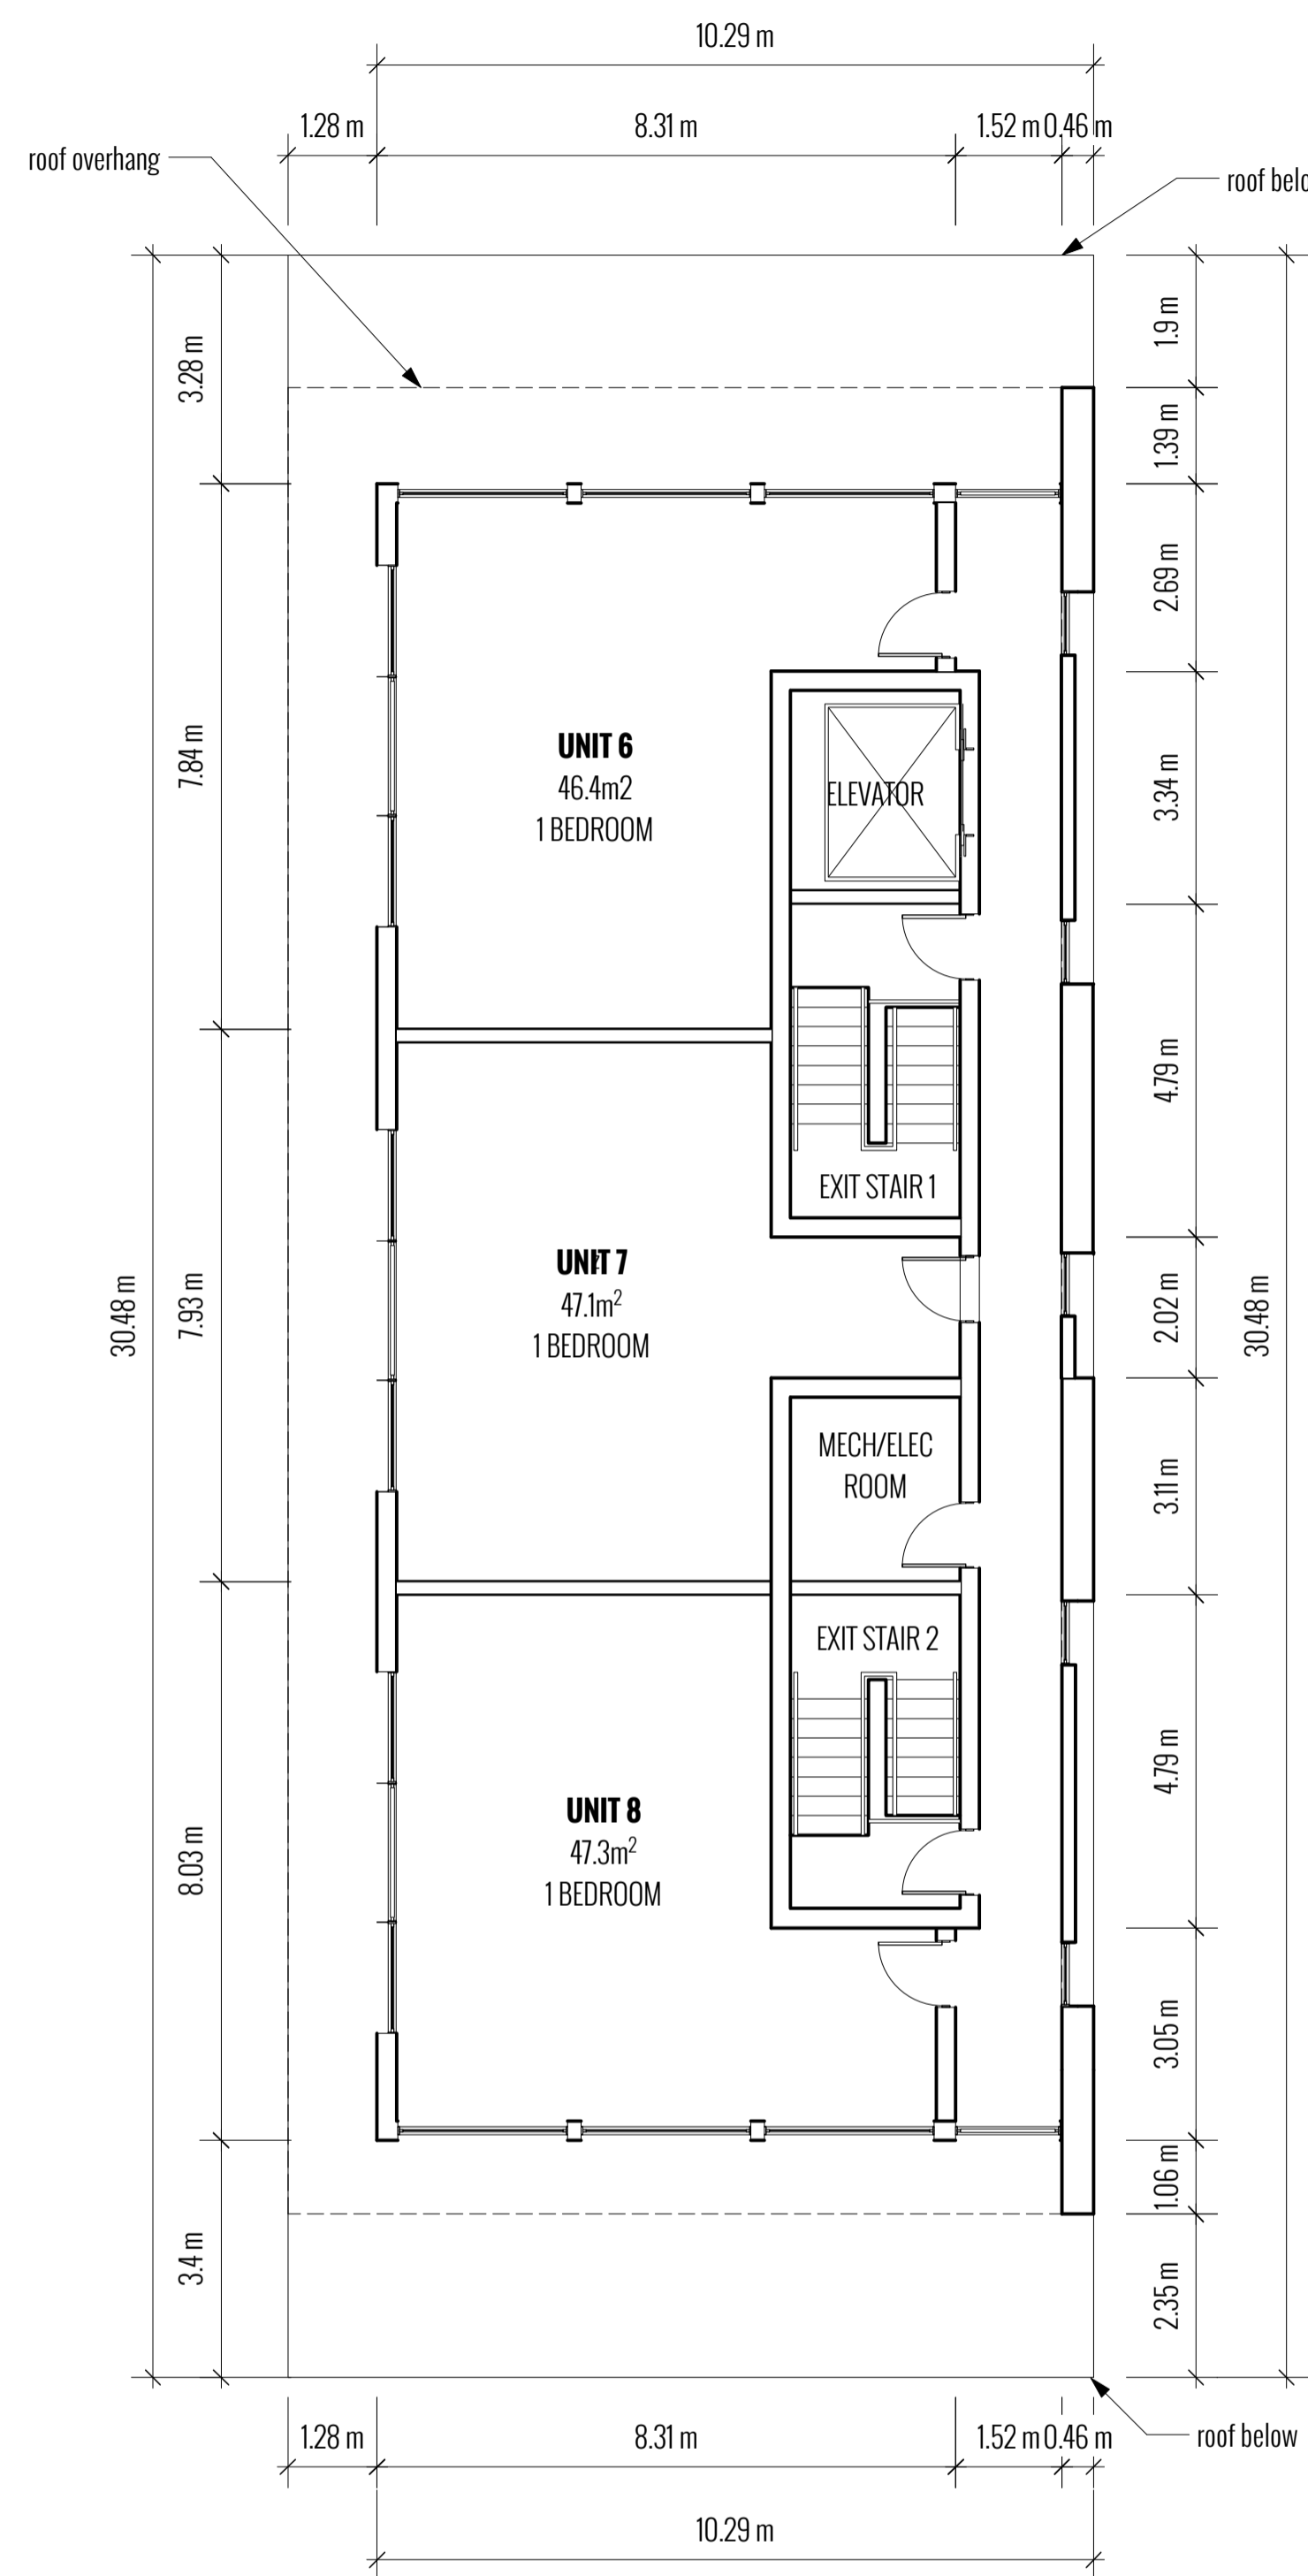 10.29 m
1.28 m
8.31 m
1.52 m
0.46 m
roof overhang
roof belo
3.28 m
1.9 m
1.39 m
2.69 m
7.84 m
UNIT 6
46.4m2
1 BEDROOM
ELEVATOR
3.34 m
4.79 m
EXIT STAIR 1
30.48 m
7.93 m
UNIT 7
47.1m²
1 BEDROOM
2.02 m
30.48 m
MECH/ELEC
ROOM
3.11 m
EXIT STAIR 2
4.79 m
8.03 m
UNIT 8
47.3m²
1 BEDROOM
3.05 m
1.06 m
3.4 m
2.35 m
roof below
1.28 m
8.31 m
1.52 m
0.46 m
10.29 m